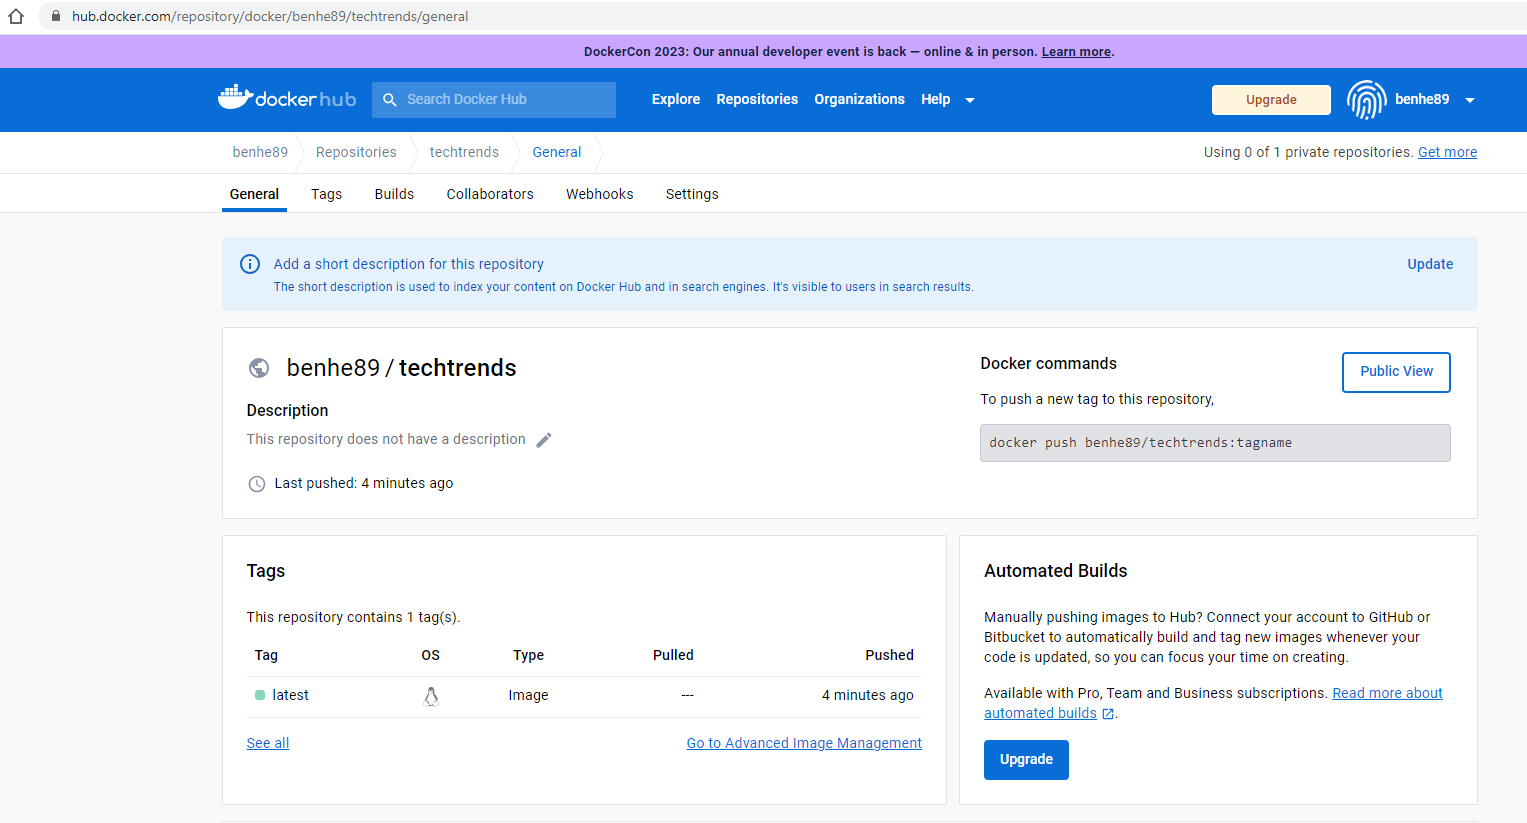 hub.docker.com/repository/docker/benhe89/techtrends/general
DockerCon 2023: Our annual developer event is back — online & in person. Learn more.
dockerhub Search Docker Hub Explore Repositories Organizations Help Upgrade benhe89
benhe89 Repositories techtrends General Using 0 of 1 private repositories. Get more
General Tags Builds Collaborators Webhooks Settings
Add a short description for this repository Update
The short description is used to index your content on Docker Hub and in search engines. It's visible to users in search results.
benhe89 / techtrends
Description
This repository does not have a description
Last pushed: 4 minutes ago
Docker commands
Public View
To push a new tag to this repository,
docker push benhe89/techtrends:tagname
Tags
This repository contains 1 tag(s).
Tag OS Type Pulled Pushed
latest Image --- 4 minutes ago
See all Go to Advanced Image Management
Automated Builds
Manually pushing images to Hub? Connect your account to GitHub or
Bitbucket to automatically build and tag new images whenever your
code is updated, so you can focus your time on creating.
Available with Pro, Team and Business subscriptions. Read more about
automated builds .
Upgrade